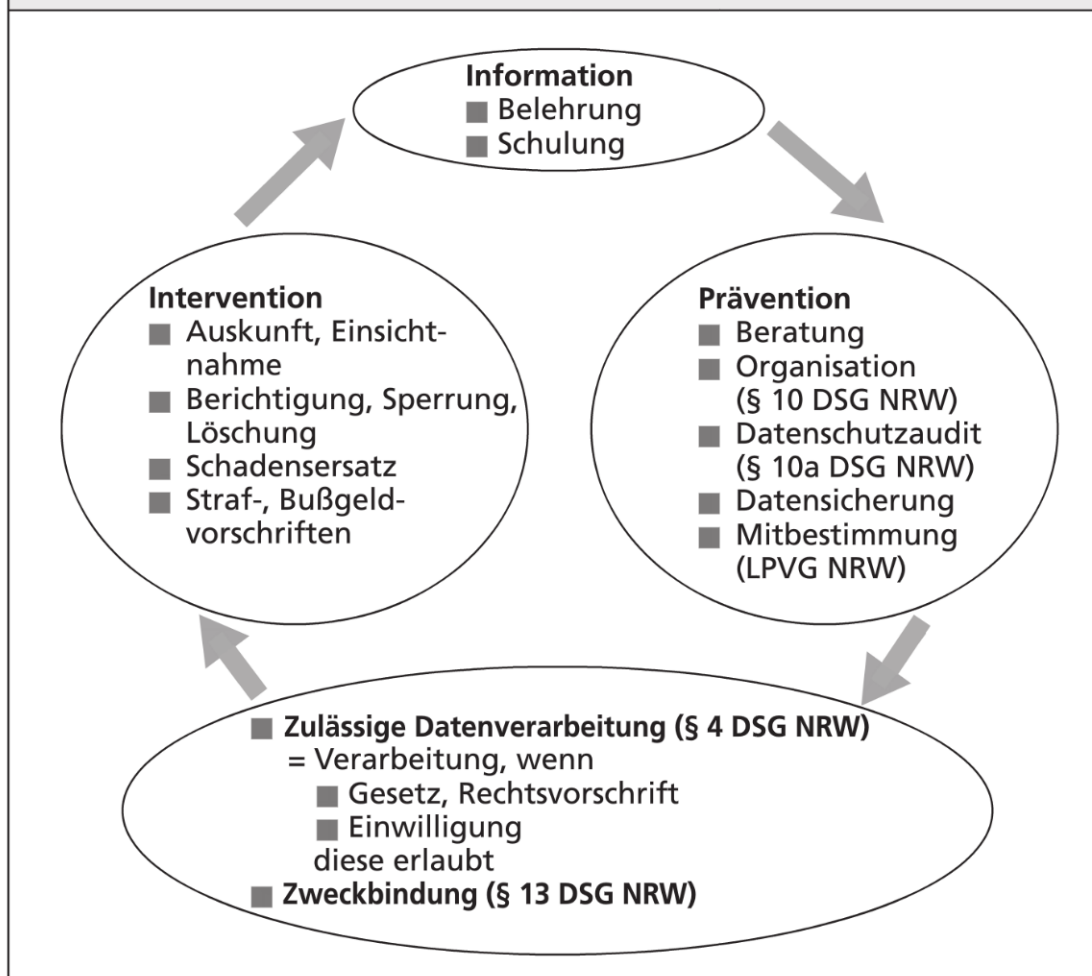 Information
■ Belehrung
■ Schulung
Intervention
■ Auskunft, Einsicht-
nahme
■ Berichtigung, Sperrung,
Löschung
■ Schadensersatz
■ Straf-, Bußgeld-
vorschriften
Prävention
■ Beratung
■ Organisation
(§ 10 DSG NRW)
■ Datenschutzaudit
(§ 10a DSG NRW)
■ Datensicherung
■ Mitbestimmung
(LPVG NRW)
■ Zulässige Datenverarbeitung (§ 4 DSG NRW)
= Verarbeitung, wenn
■ Gesetz, Rechtsvorschrift
■ Einwilligung
diese erlaubt
■ Zweckbindung (§ 13 DSG NRW)